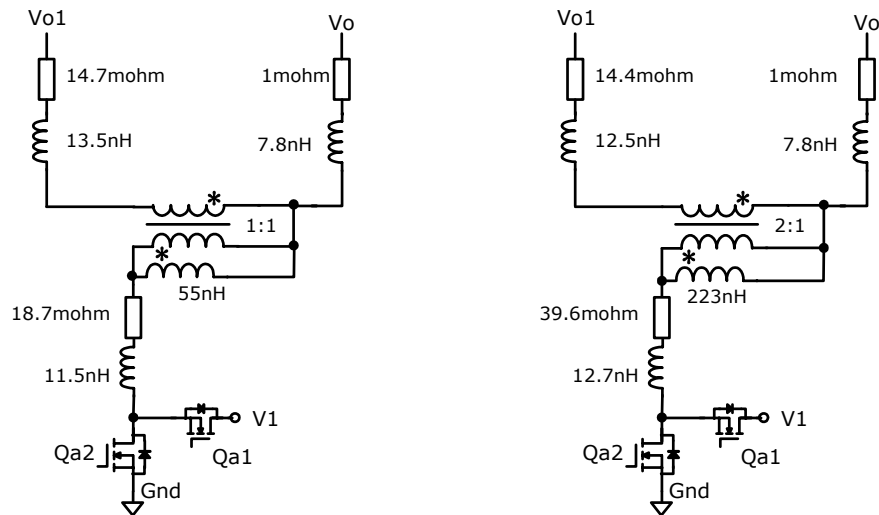 Vo1
Vo
14.7mohm
1mohm
13.5nH
7.8nH
*
1:1
*
55nH
18.7mohm
11.5nH
V1
Qa2
Qa1
Gnd
Vo1
Vo
14.4mohm
1mohm
12.5nH
7.8nH
*
2:1
*
223nH
39.6mohm
12.7nH
V1
Qa2
Qa1
Gnd